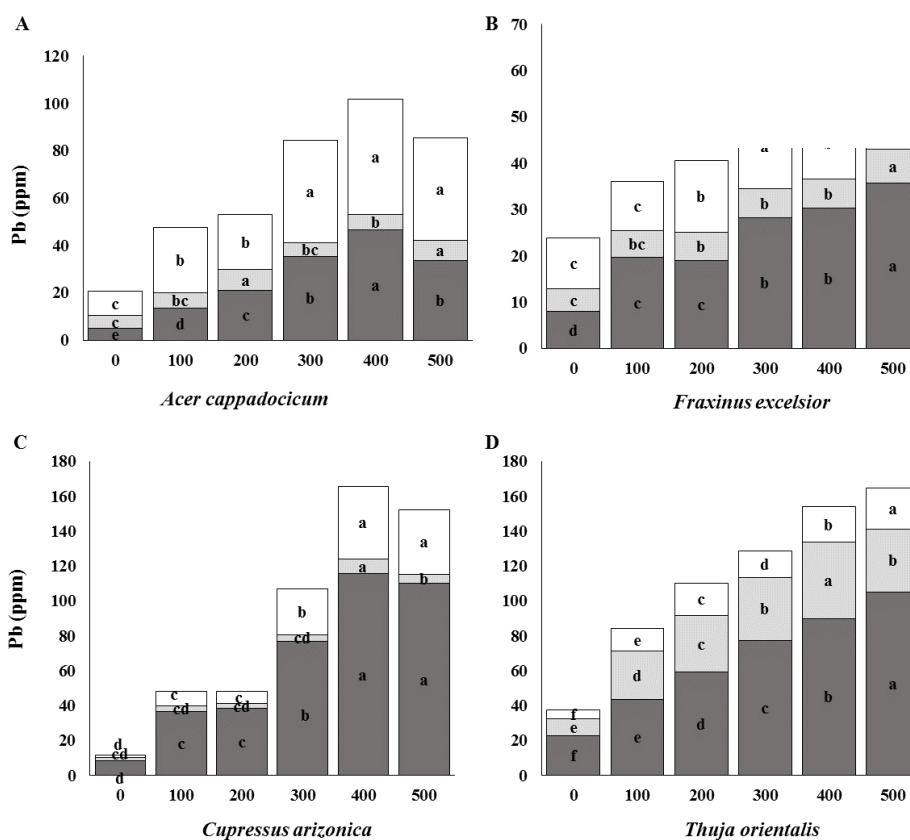 A
Pb (ppm)
120
100
80
60
40
20
0
c
c
e
b
bc
d
b
a
c
a
bc
b
a
b
a
a
a
b
0 100 200 300 400 500
Acer cappadocicum
B
70
60
50
40
30
20
10
0
c
c
d
c
bc
c
b
b
c
a
b
b
b
b
a
a
0 100 200 300 400 500
Fraxinus excelsior
C
Pb (ppm)
180
160
140
120
100
80
60
40
20
0
d
cd
d
c
cd
c
c
cd
c
b
cd
b
a
a
a
a
b
a
0 100 200 300 400 500
Cupressus arizonica
D
180
160
140
120
100
80
60
40
20
0
f
e
f
e
d
e
c
c
d
d
b
c
b
a
b
a
b
a
0 100 200 300 400 500
Thuja orientalis